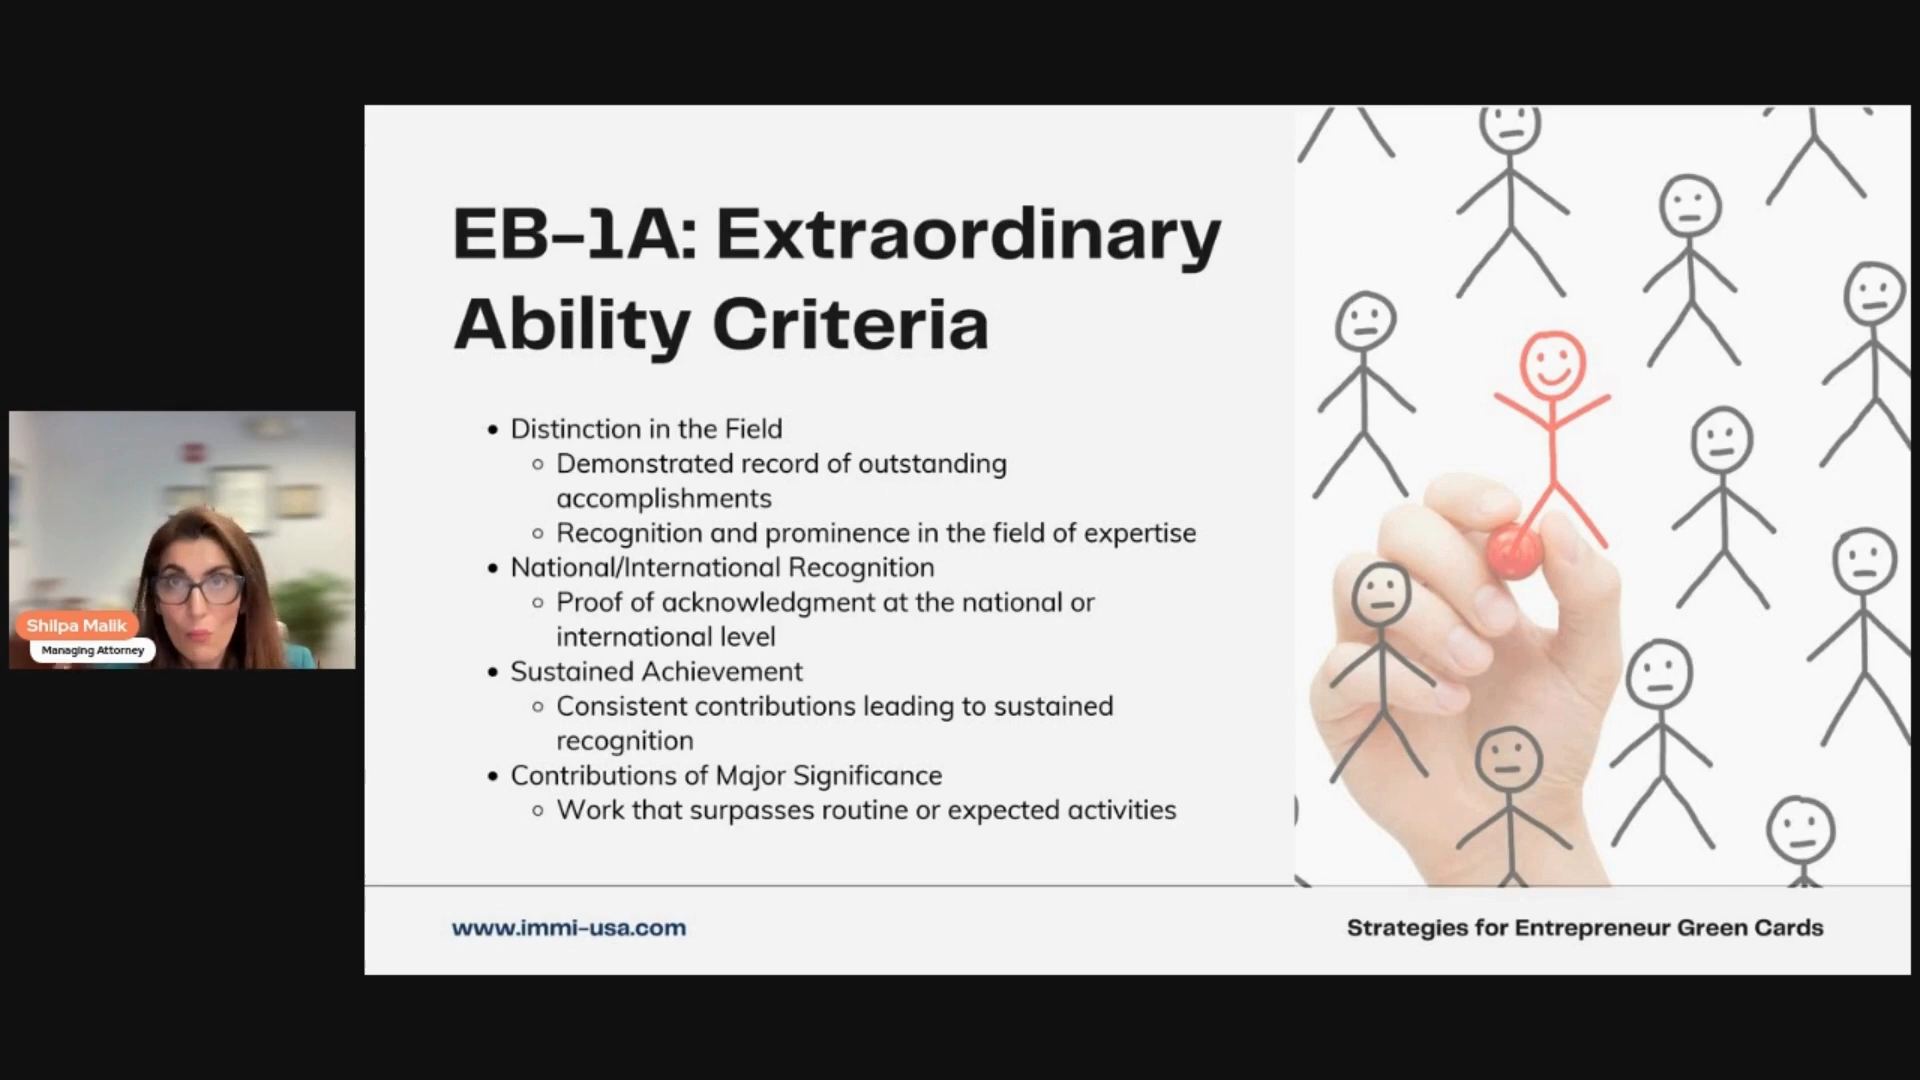 EB-1A: Extraordinary
Ability Criteria
• Distinction in the Field
◦ Demonstrated record of outstanding
accomplishments
◦ Recognition and prominence in the field of expertise
• National/International Recognition
◦ Proof of acknowledgment at the national or
international level
• Sustained Achievement
◦ Consistent contributions leading to sustained
recognition
• Contributions of Major Significance
◦ Work that surpasses routine or expected activities
Shilpa Malik
Managing Attorney
www.immi-usa.com
Strategies for Entrepreneur Green Cards